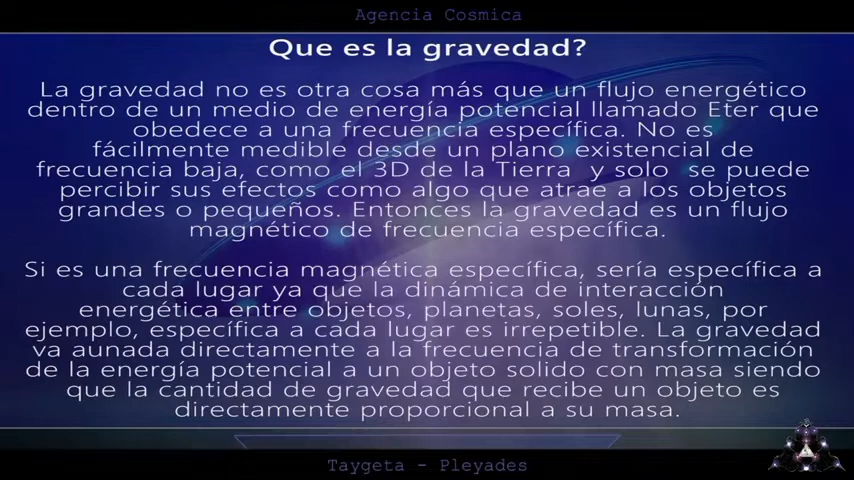 Agencia Cosmica
Que es la gravedad?
La gravedad no es otra cosa más que un flujo energético
dentro de un medio de energía potencial llamado Eter que
obedece a una frecuencia específica. No es
fácilmente medible desde un plano existencial de
frecuencia baja, como el 3D de la Tierra y solo se puede
percibir sus efectos como algo que atrae a los objetos
grandes o pequeños. Entonces la gravedad es un flujo
magnético de frecuencia específica.
Si es una frecuencia magnética específica, sería específica a
cada lugar ya que la dinámica de interacción
energética entre objetos, planetas, soles, lunas, por
ejemplo, específica a cada lugar es irrepetible. La gravedad
va aunada directamente a la frecuencia de transformación
de la energía potencial a un objeto solido con masa siendo
que la cantidad de gravedad que recibe un objeto es
directamente proporcional a su masa.
Taygeta - Pleyades